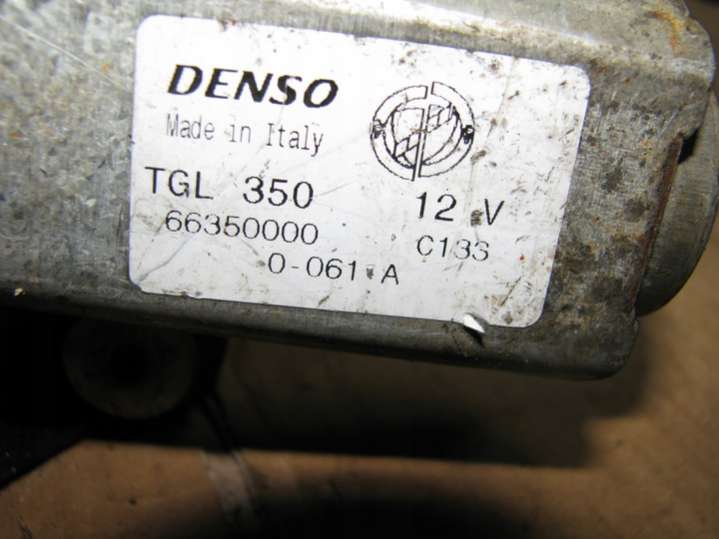 DENSO
Made in Italy
TGL 350 12 V
66350000 C133
0-061 A